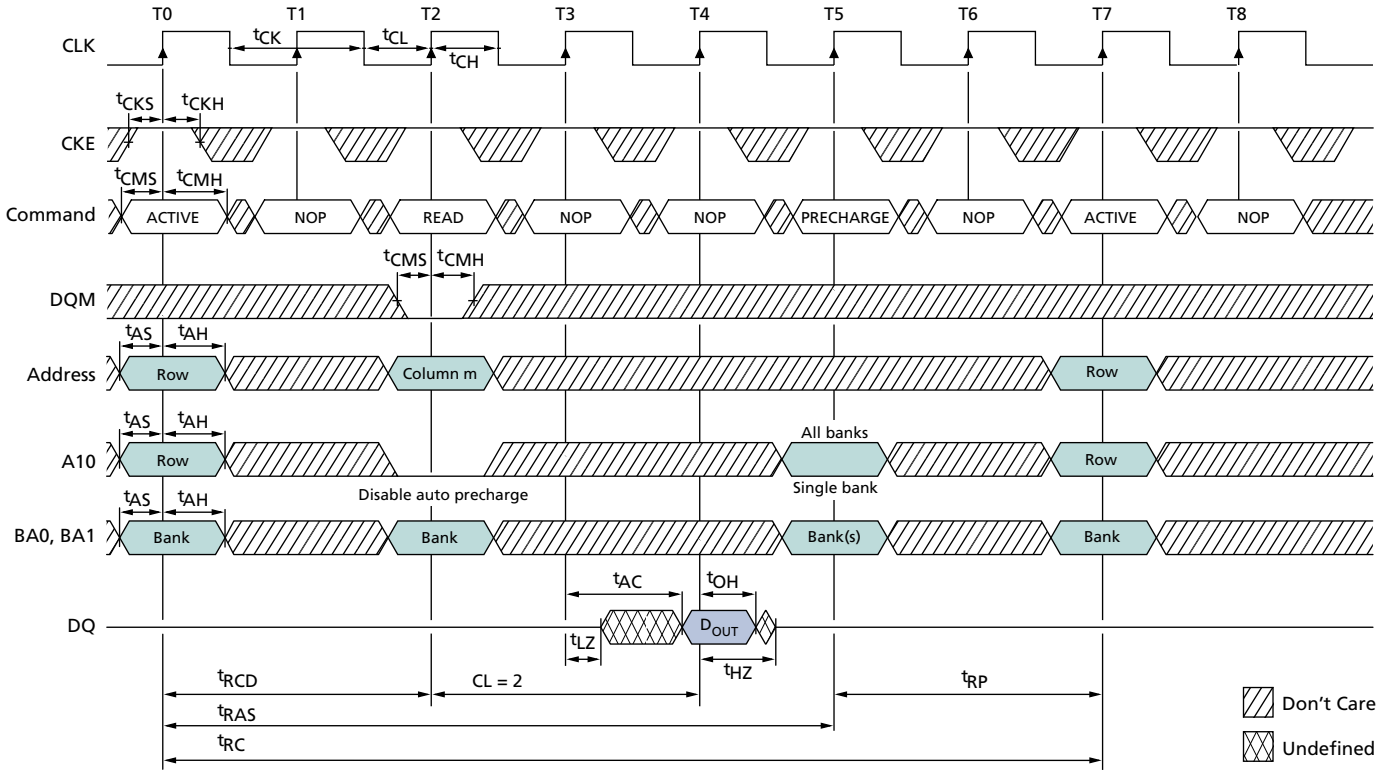 T0 T1 T2 T3 T4 T5 T6 T7 T8
CLK tCK tCL
tCH
tCKS tCKH
CKE
tCMS tCMH
Command ACTIVE NOP READ NOP NOP PRECHARGE NOP ACTIVE NOP
tCMS tCMH
DQM
tAS tAH
Address Row Column m Row
tAS tAH All banks
A10 Row Row
Disable auto precharge Single bank
tAS tAH
BA0, BA1 Bank Bank Bank(s) Bank
tAC tOH
DQ DOUT
tLZ tHZ
tRCD CL = 2 tRP
Don't Care
tRAS
tRC Undefined